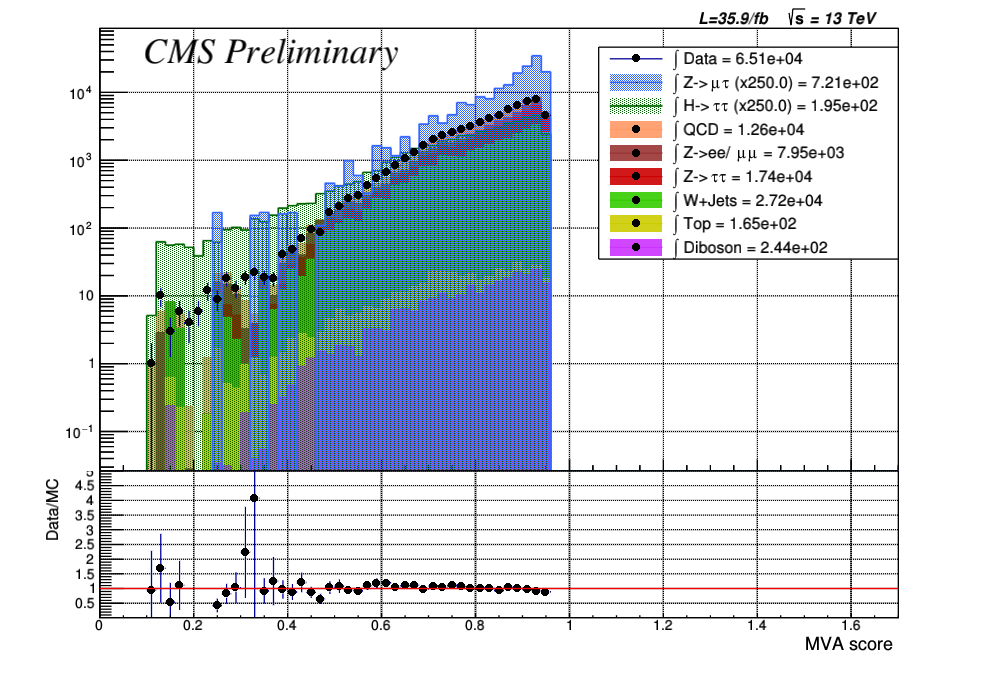 L=35.9/fb √s = 13 TeV
CMS Preliminary
∫ Data = 6.51e+04
∫ Z->μτ (x250.0) = 7.21e+02
∫ H->ττ (x250.0) = 1.95e+02
∫ QCD = 1.26e+04
∫ Z->ee/ μμ = 7.95e+03
∫ Z->ττ = 1.74e+04
∫ W+Jets = 2.72e+04
∫ Top = 1.65e+02
∫ Diboson = 2.44e+02
10⁴
10³
10²
10
1
10⁻¹
Data/MC
5
4.5
4
3.5
3
2.5
2
1.5
1
0.5
0 0.2 0.4 0.6 0.8 1 1.2 1.4 1.6
MVA score